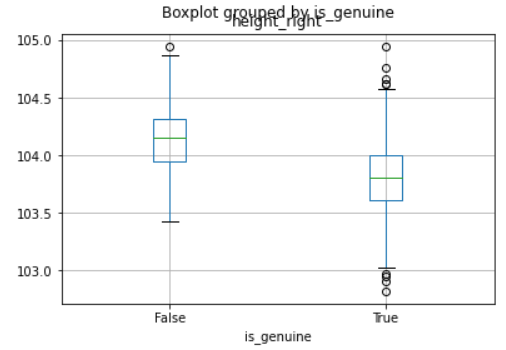 Boxplot grouped by is_genuine
height_right
105.0
104.5
104.0
103.5
103.0
False True
is_genuine